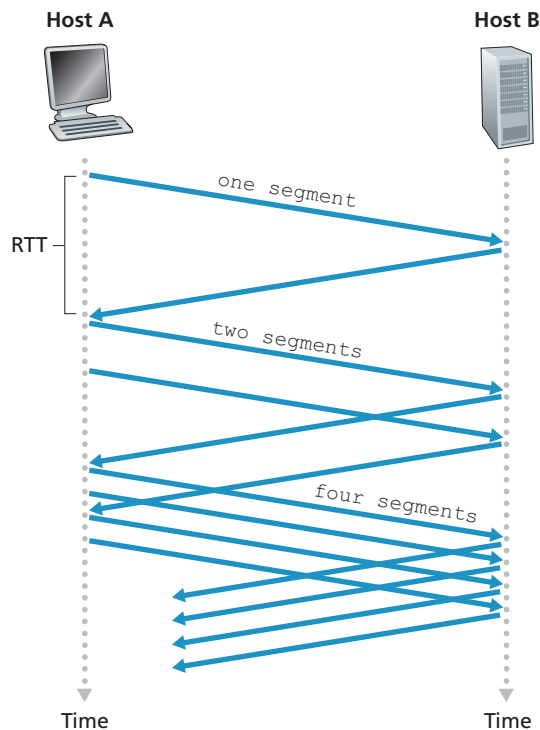 Host A
Host B
one segment
RTT
two segments
four segments
Time
Time